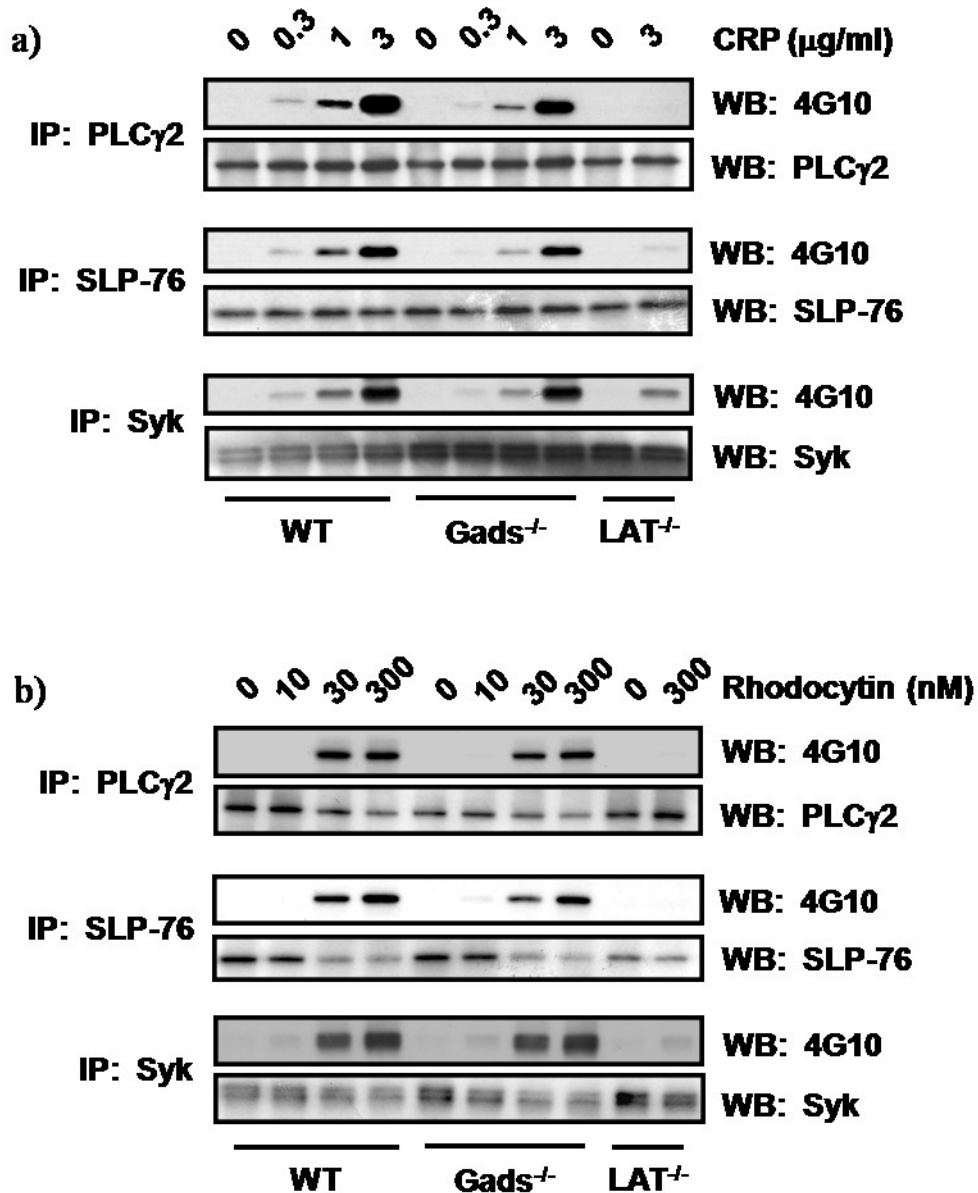 a)
0 0.3 1 3 0 0.3 1 3 0 3 CRP (μg/ml)
IP: PLCγ2
WB: 4G10
WB: PLCγ2
IP: SLP-76
WB: 4G10
WB: SLP-76
IP: Syk
WB: 4G10
WB: Syk
WT Gads-/- LAT-/-
b)
0 10 30 300 0 10 30 300 0 300 Rhodocytin (nM)
IP: PLCγ2
WB: 4G10
WB: PLCγ2
IP: SLP-76
WB: 4G10
WB: SLP-76
IP: Syk
WB: 4G10
WB: Syk
WT Gads-/- LAT-/-